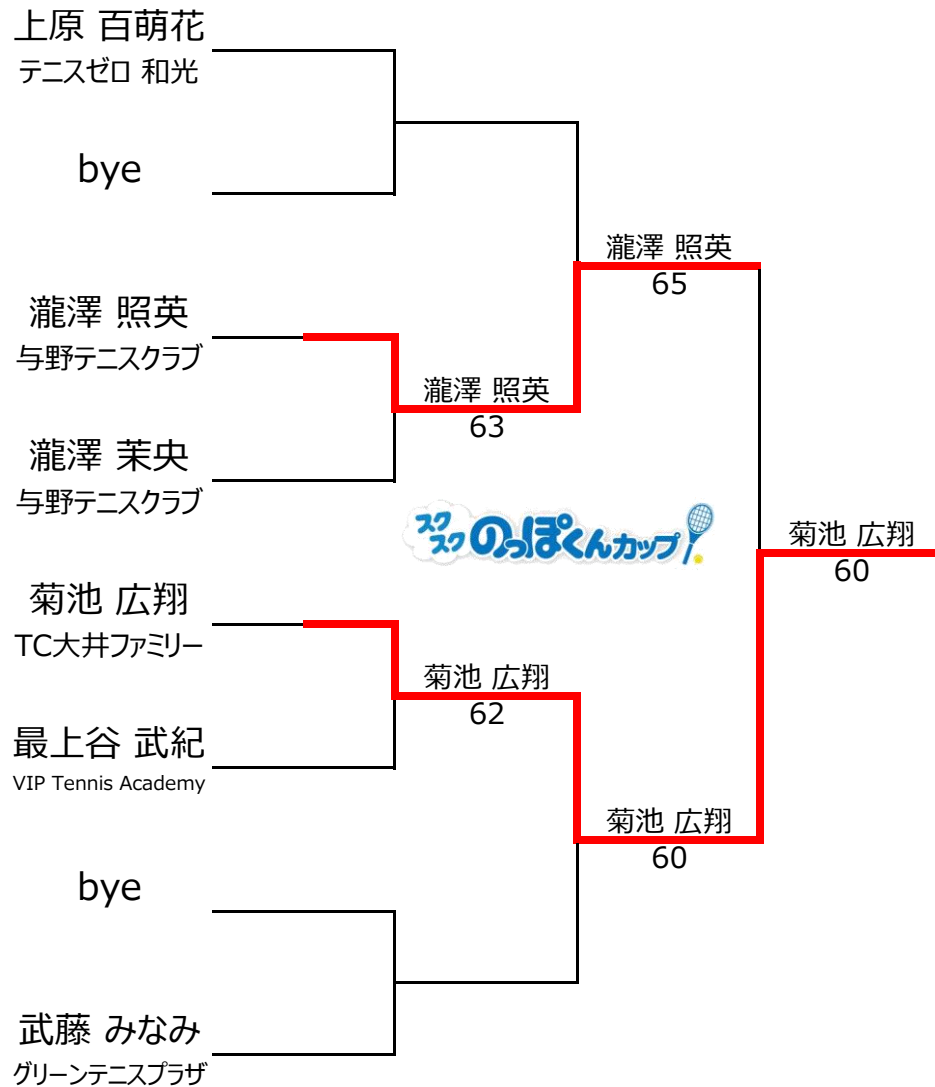 上原 百萌花
テニスゼロ 和光
bye
瀧澤 照英
65
瀧澤 照英
与野テニスクラブ
瀧澤 照英
63
瀧澤 茉央
与野テニスクラブ
スク
スク のっぽくんカップ
菊池 広翔
60
菊池 広翔
TC大井ファミリー
菊池 広翔
62
最上谷 武紀
VIP Tennis Academy
菊池 広翔
60
bye
武藤 みなみ
グリーンテニスプラザ